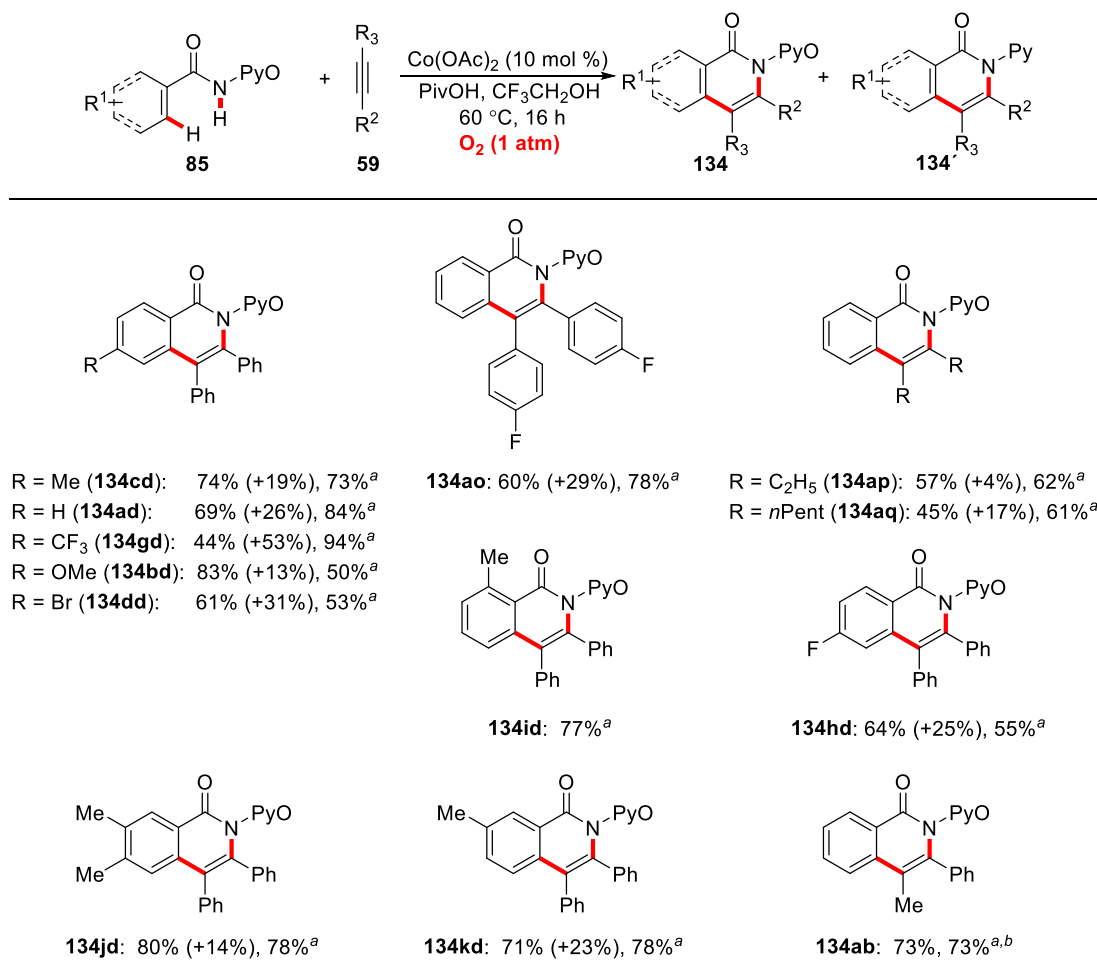 O
N
H
PyO
R1
H
85
+
R3
R2
59
Co(OAc)2 (10 mol %)
PivOH, CF3CH2OH
60 °C, 16 h
O2 (1 atm)
O
N
PyO
R1
R2
R3
134
+
O
N
Py
R1
R2
R3
134´
O
N
PyO
R
Ph
Ph
R = Me (134cd): 74% (+19%), 73%a
R = H (134ad): 69% (+26%), 84%a
R = CF3 (134gd): 44% (+53%), 94%a
R = OMe (134bd): 83% (+13%), 50%a
R = Br (134dd): 61% (+31%), 53%a
O
N
PyO
F
F
134ao: 60% (+29%), 78%a
O
N
PyO
R
R
R = C2H5 (134ap): 57% (+4%), 62%a
R = nPent (134aq): 45% (+17%), 61%a
Me
O
N
PyO
Ph
Ph
134id: 77%a
O
N
PyO
F
Ph
Ph
134hd: 64% (+25%), 55%a
O
N
PyO
Me
Me
Ph
Ph
134jd: 80% (+14%), 78%a
O
N
PyO
Me
Ph
Ph
134kd: 71% (+23%), 78%a
O
N
PyO
Ph
Me
134ab: 73%, 73%a,b